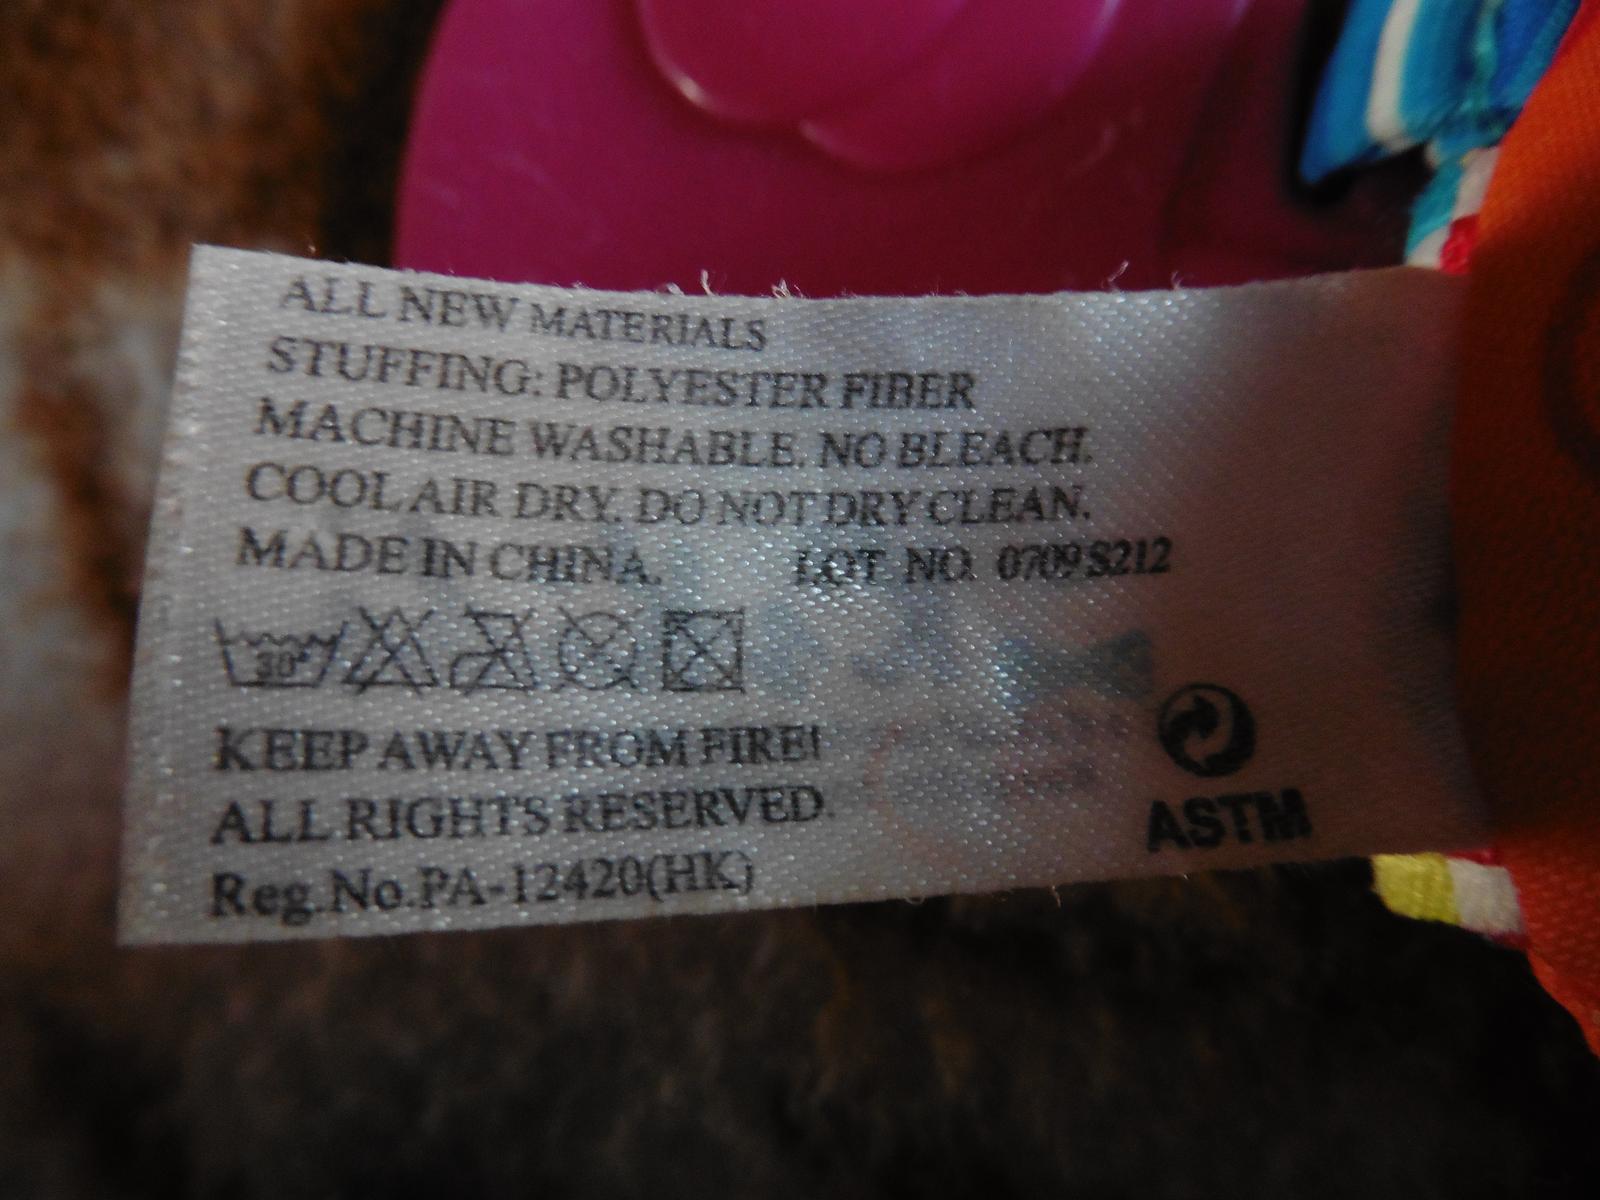 ALL NEW MATERIALS
STUFFING: POLYESTER FIBER
MACHINE WASHABLE. NO BLEACH.
COOL AIR DRY. DO NOT DRY CLEAN.
MADE IN CHINA. LOT NO. 0709S212
30°
KEEP AWAY FROM FIRE!
ALL RIGHTS RESERVED.
Reg.No.PA-12420(HK)
ASTM